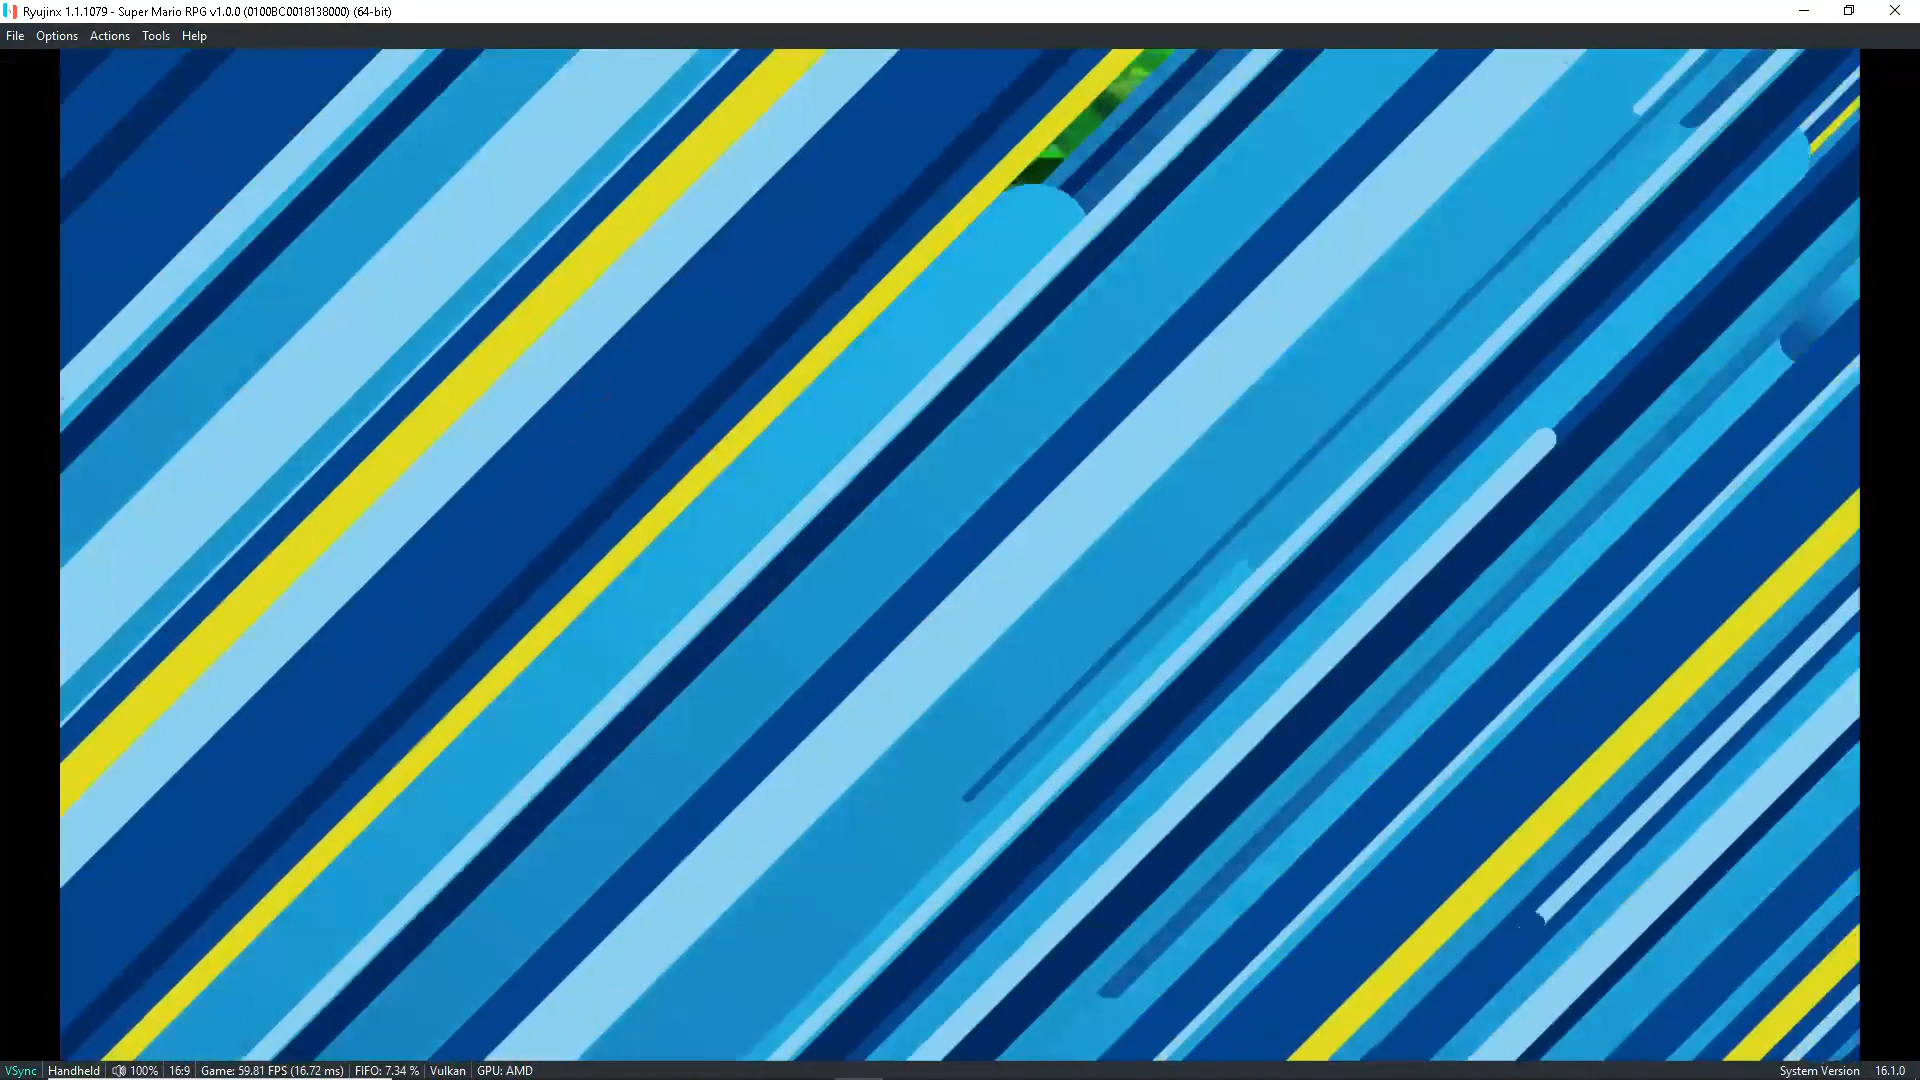 Ryujinx 1.1.1079 - Super Mario RPG v1.0.0 (0100BC0018138000) (64-bit)
File Options Actions Tools Help
VSync Handheld 100% 16:9 Game: 59.81 FPS (16.72 ms) FIFO: 7.34 % Vulkan GPU: AMD System Version 16.1.0